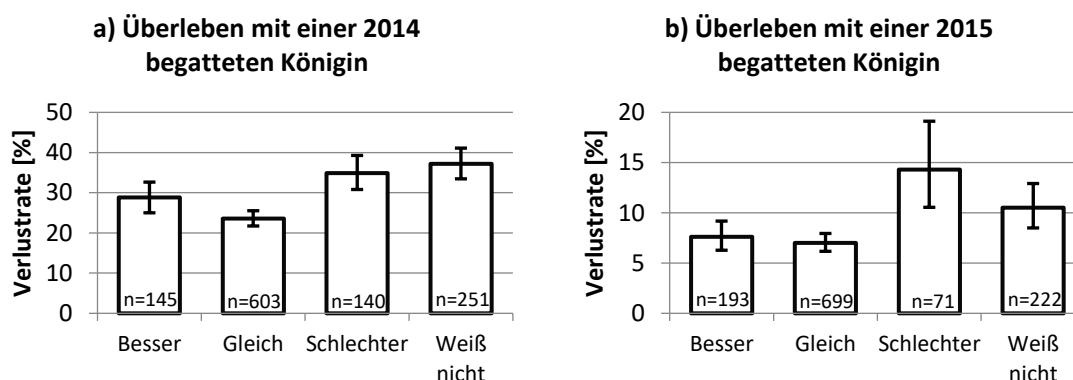 a) Überleben mit einer 2014
begatteten Königin
Verlustrate [%]
50
40
30
20
10
0
n=145
n=603
n=140
n=251
Besser
Gleich
Schlechter
Weiß
nicht
b) Überleben mit einer 2015
begatteten Königin
Verlustrate [%]
20
15
10
5
0
n=193
n=699
n=71
n=222
Besser
Gleich
Schlechter
Weiß
nicht